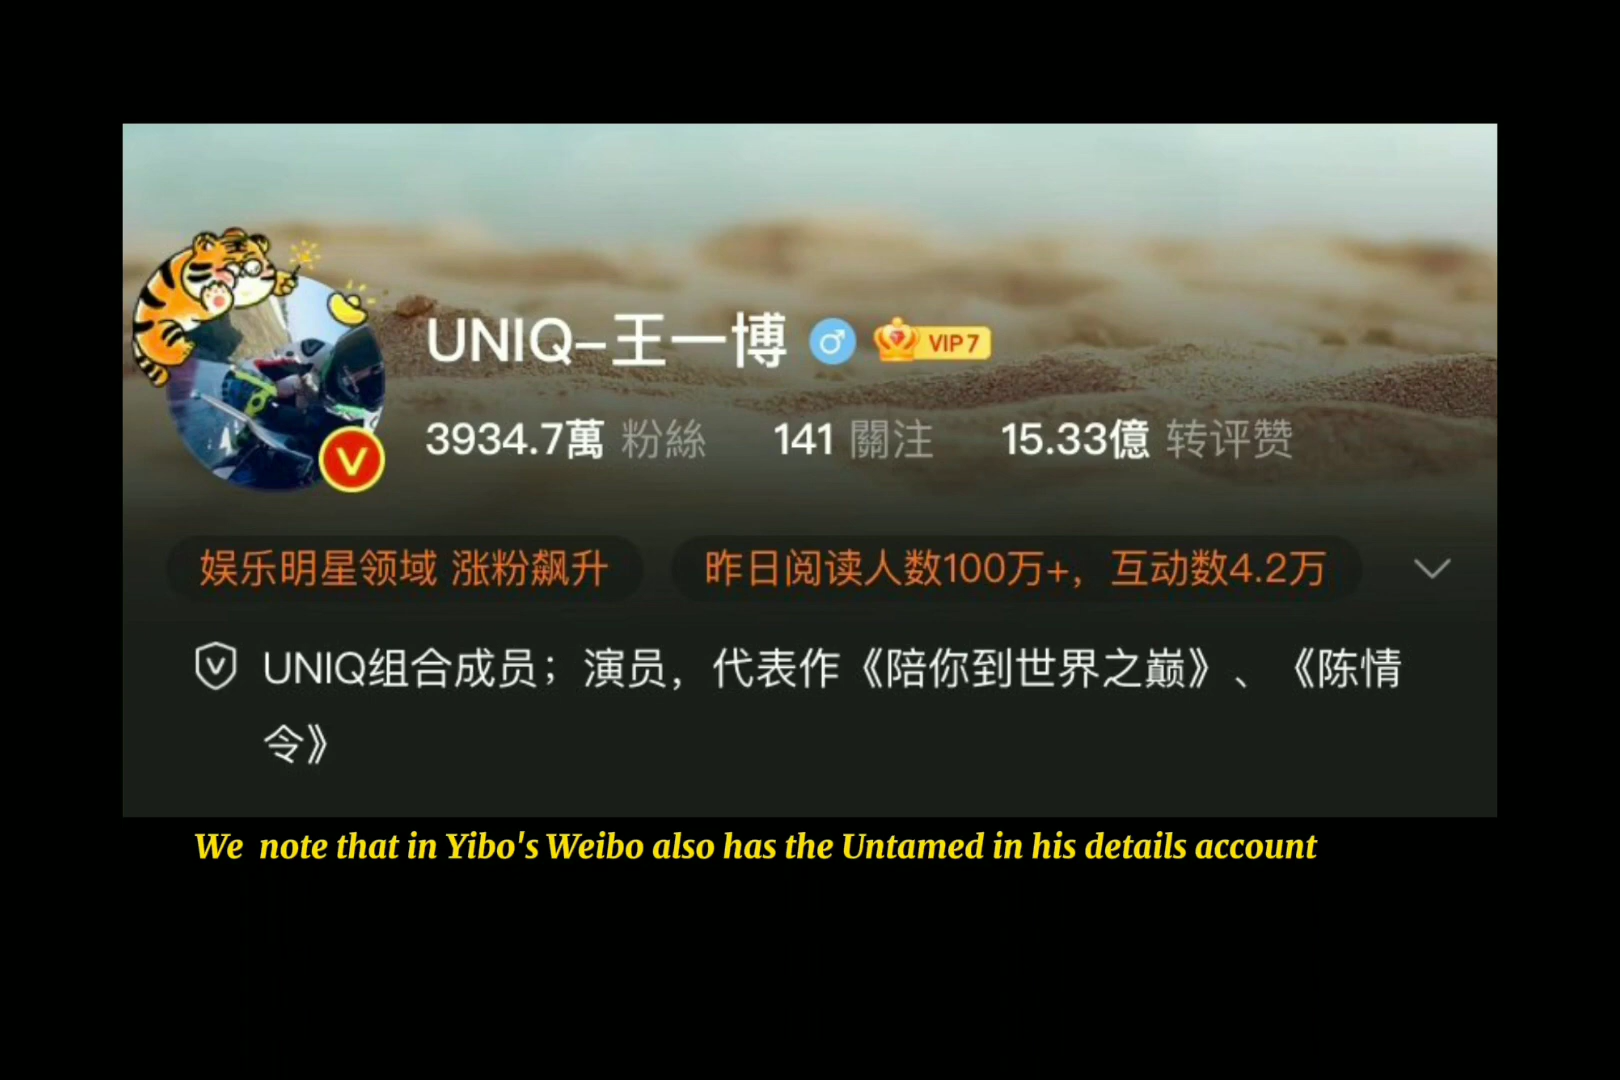 UNIQ-王一博 VIP 7
3934.7萬 粉絲 141 關注 15.33億 转评赞
娱乐明星领域 涨粉飙升 昨日阅读人数100万+，互动数4.2万
UNIQ组合成员；演员，代表作《陪你到世界之巅》、《陈情
令》
We note that in Yibo's Weibo also has the Untamed in his details account